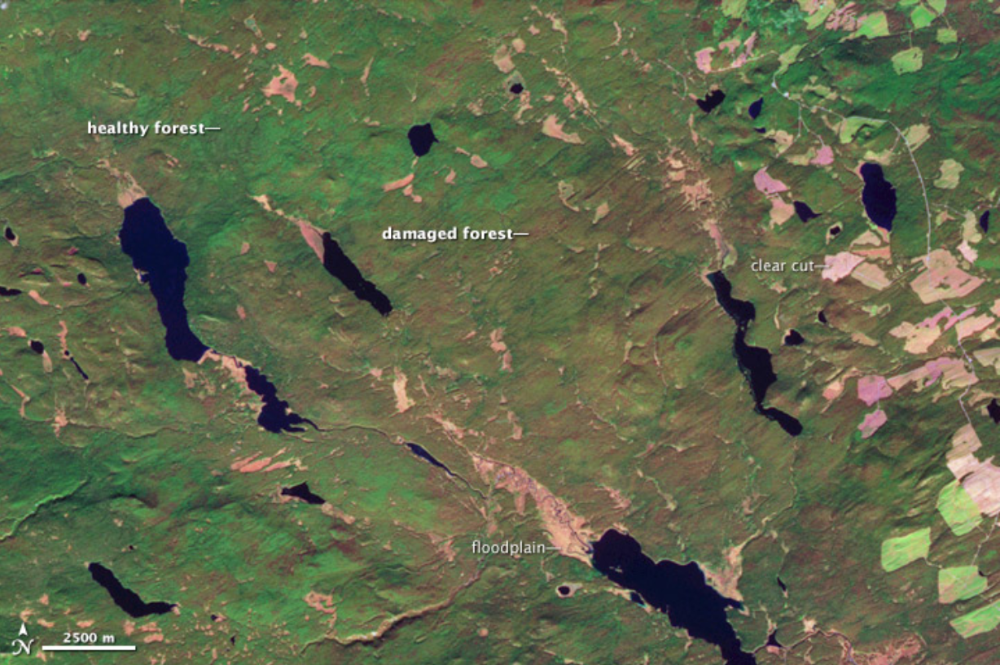 healthy forest
damaged forest
clear cut
floodplain
2500 m
N